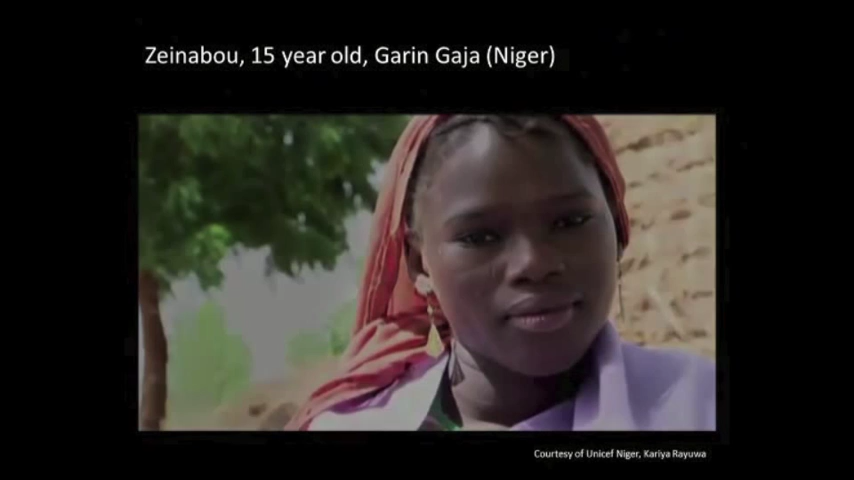 Zeinabou, 15 year old, Garin Gaja (Niger)
Courtesy of Unicef Niger, Kariya Rayuwa